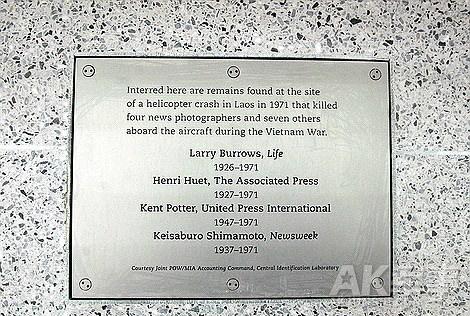 Interred here are remains found at the site
of a helicopter crash in Laos in 1971 that killed
four news photographers and seven others
aboard the aircraft during the Vietnam War.
Larry Burrows, Life
1926–1971
Henri Huet, The Associated Press
1927–1971
Kent Potter, United Press International
1947–1971
Keisaburo Shimamoto, Newsweek
1937–1971
Courtesy Joint POW/MIA Accounting Command, Central Identification Laboratory
AK